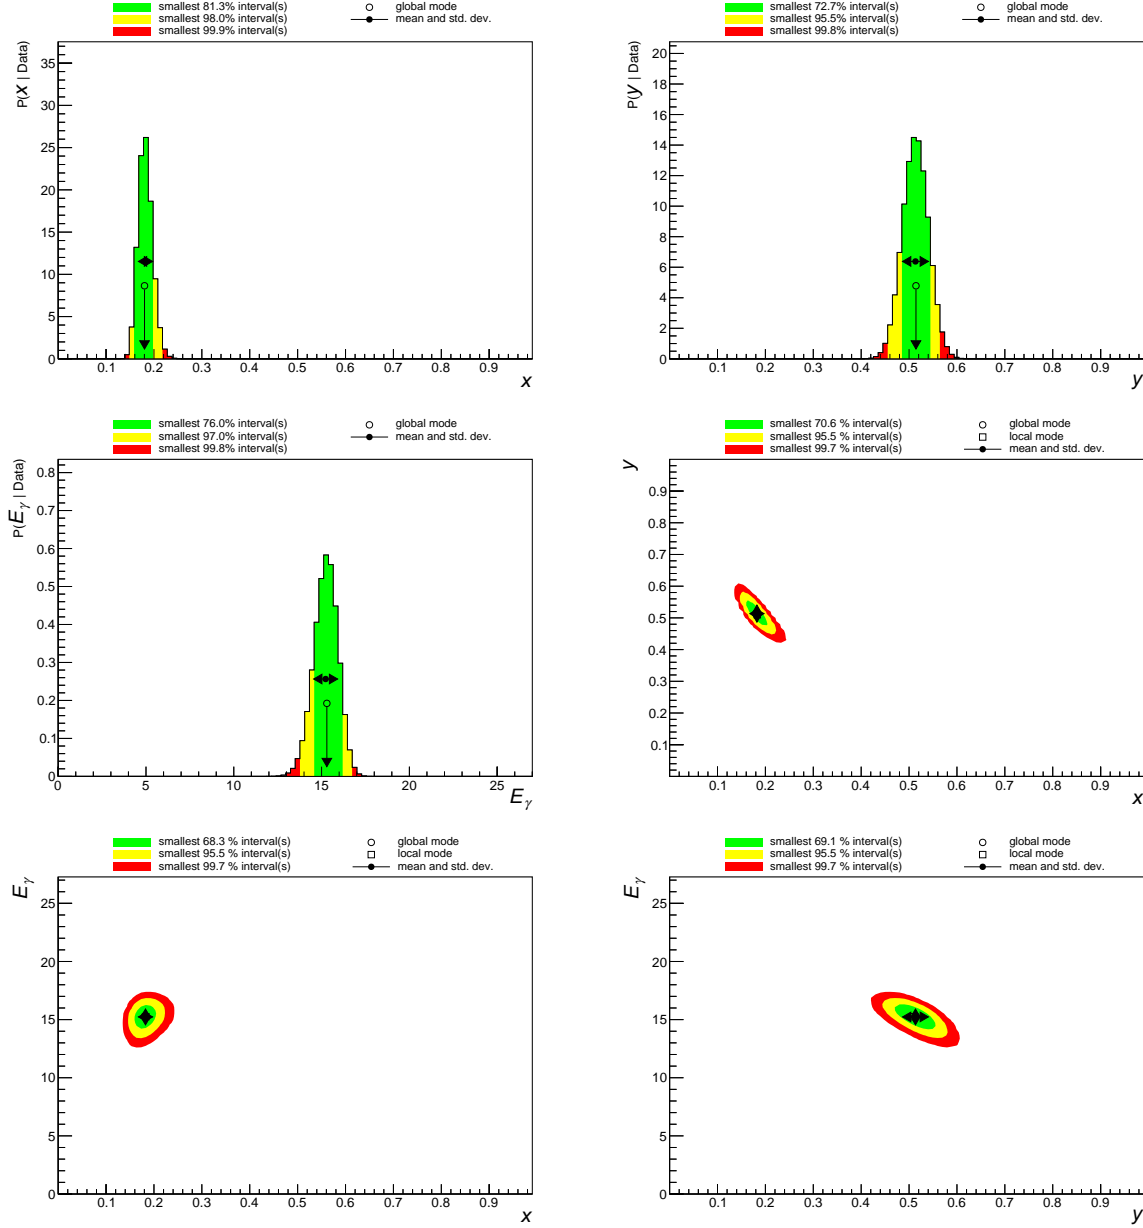 smallest 81.3% interval(s)
smallest 98.0% interval(s)
smallest 99.9% interval(s)
global mode
mean and std. dev.
P(x | Data)
35
30
25
20
15
10
5
0
0.1 0.2 0.3 0.4 0.5 0.6 0.7 0.8 0.9
x
smallest 72.7% interval(s)
smallest 95.5% interval(s)
smallest 99.8% interval(s)
global mode
mean and std. dev.
P(y | Data)
20
18
16
14
12
10
8
6
4
2
0
0.1 0.2 0.3 0.4 0.5 0.6 0.7 0.8 0.9
y
smallest 76.0% interval(s)
smallest 97.0% interval(s)
smallest 99.8% interval(s)
global mode
mean and std. dev.
P(E_γ | Data)
0.8
0.7
0.6
0.5
0.4
0.3
0.2
0.1
0
0 5 10 15 20 25
E_γ
smallest 70.6 % interval(s)
smallest 95.5 % interval(s)
smallest 99.7 % interval(s)
global mode
local mode
mean and std. dev.
y
0.9
0.8
0.7
0.6
0.5
0.4
0.3
0.2
0.1
0.1 0.2 0.3 0.4 0.5 0.6 0.7 0.8 0.9
x
smallest 68.3 % interval(s)
smallest 95.5 % interval(s)
smallest 99.7 % interval(s)
global mode
local mode
mean and std. dev.
E_γ
25
20
15
10
5
0
0.1 0.2 0.3 0.4 0.5 0.6 0.7 0.8 0.9
x
smallest 69.1 % interval(s)
smallest 95.5 % interval(s)
smallest 99.7 % interval(s)
global mode
local mode
mean and std. dev.
E_γ
25
20
15
10
5
0
0.1 0.2 0.3 0.4 0.5 0.6 0.7 0.8 0.9
y